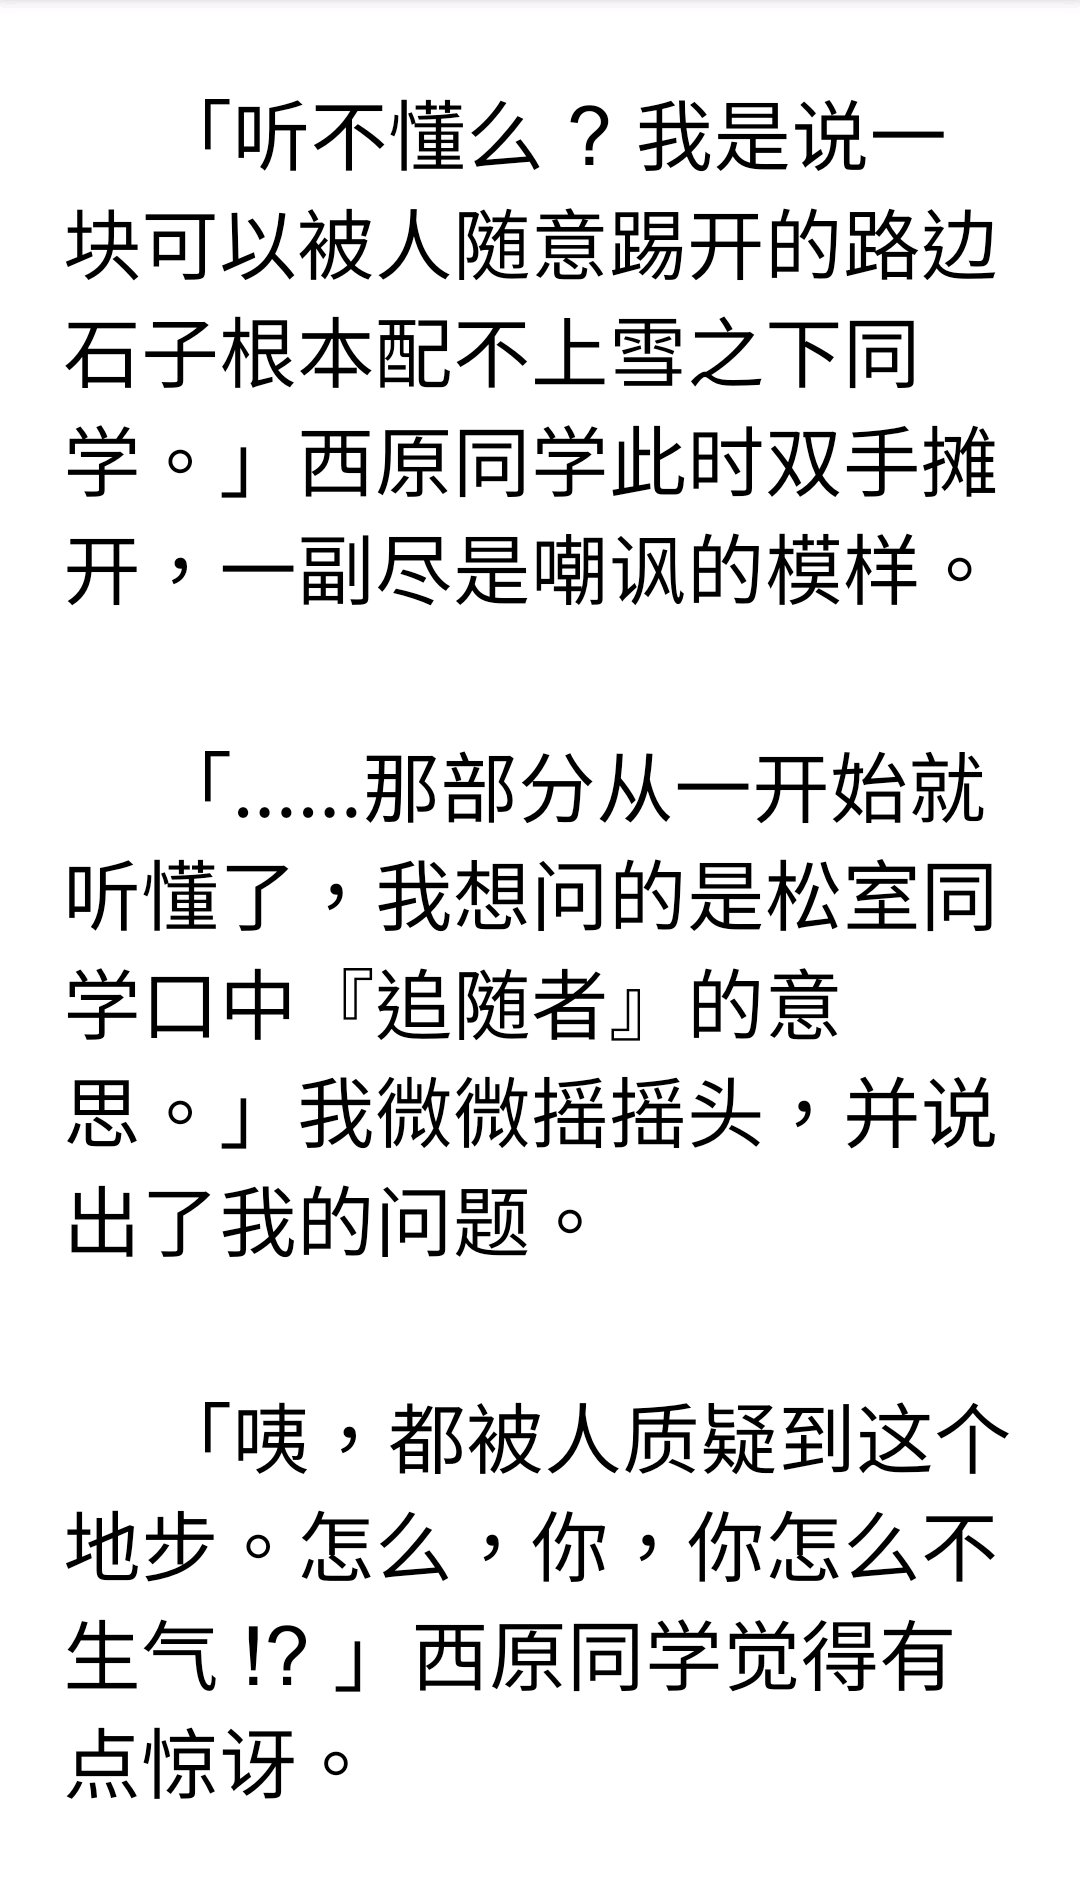 「听不懂么？我是说一
块可以被人随意踢开的路边
石子根本配不上雪之下同
学。」西原同学此时双手摊
开，一副尽是嘲讽的模样。
「......那部分从一开始就
听懂了，我想问的是松室同
学口中『追随者』的意
思。」我微微摇摇头，并说
出了我的问题。
「咦，都被人质疑到这个
地步。怎么，你，你怎么不
生气!?」西原同学觉得有
点惊讶。